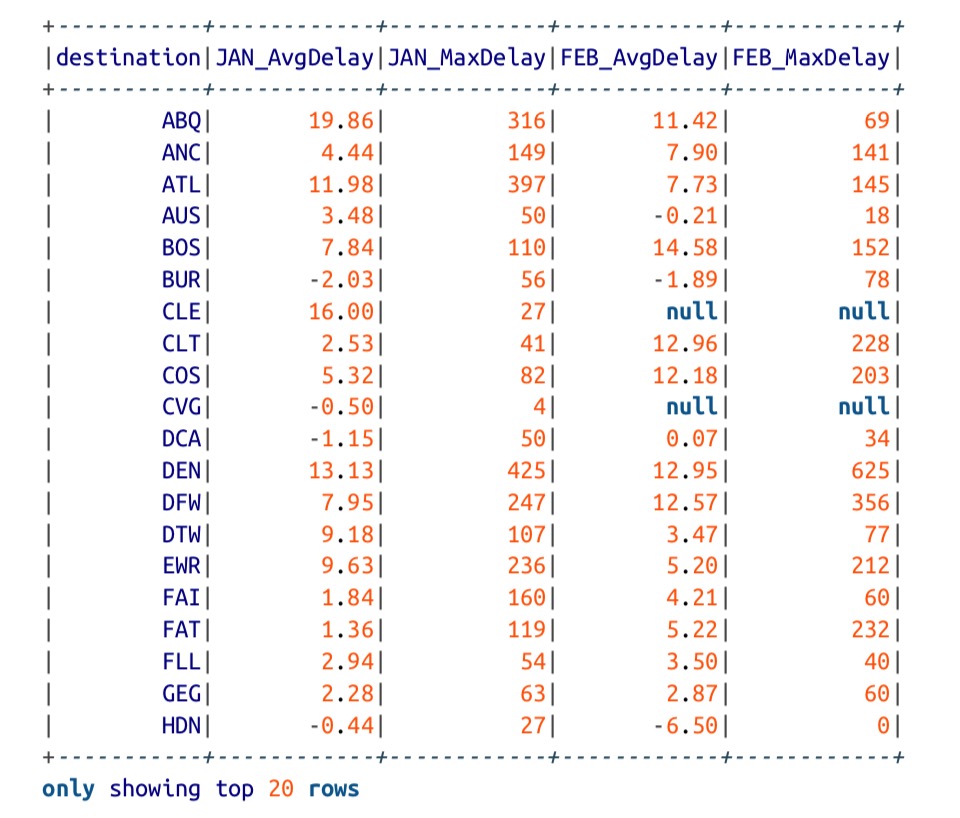 +-----------+------------+------------+------------+------------+
|destination|JAN_AvgDelay|JAN_MaxDelay|FEB_AvgDelay|FEB_MaxDelay|
+-----------+------------+------------+------------+------------+
|        ABQ|       19.86|         316|       11.42|          69|
|        ANC|        4.44|         149|        7.90|         141|
|        ATL|       11.98|         397|        7.73|         145|
|        AUS|        3.48|          50|       -0.21|          18|
|        BOS|        7.84|         110|       14.58|         152|
|        BUR|       -2.03|          56|       -1.89|          78|
|        CLE|       16.00|          27|        null|        null|
|        CLT|        2.53|          41|       12.96|         228|
|        COS|        5.32|          82|       12.18|         203|
|        CVG|       -0.50|           4|        null|        null|
|        DCA|       -1.15|          50|        0.07|          34|
|        DEN|       13.13|         425|       12.95|         625|
|        DFW|        7.95|         247|       12.57|         356|
|        DTW|        9.18|         107|        3.47|          77|
|        EWR|        9.63|         236|        5.20|         212|
|        FAI|        1.84|         160|        4.21|          60|
|        FAT|        1.36|         119|        5.22|         232|
|        FLL|        2.94|          54|        3.50|          40|
|        GEG|        2.28|          63|        2.87|          60|
|        HDN|       -0.44|          27|       -6.50|           0|
+-----------+------------+------------+------------+------------+
only showing top 20 rows